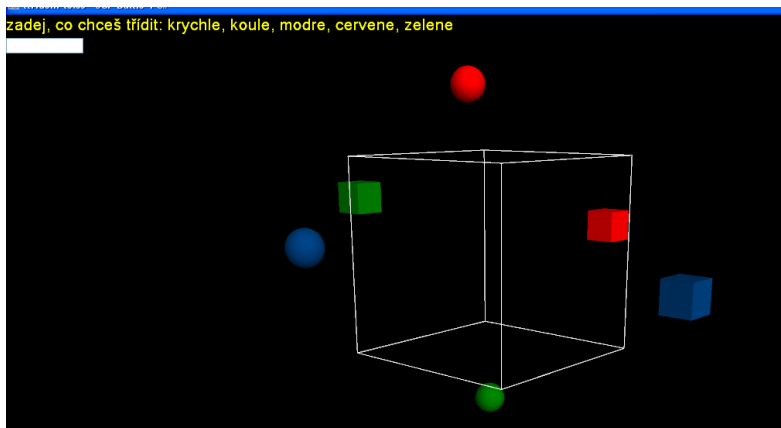 zadej, co chceš třídit: krychle, koule, modre, cervene, zelene